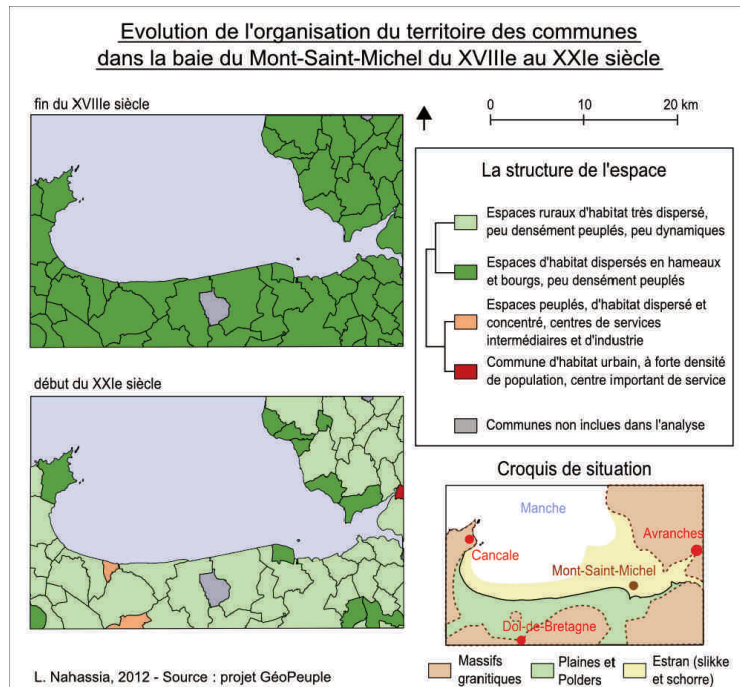 Evolution de l'organisation du territoire des communes
dans la baie du Mont-Saint-Michel du XVIIIe au XXIe siècle
fin du XVIIIe siècle
0 10 20 km
La structure de l'espace
Espaces ruraux d'habitat très dispersé,
peu densément peuplés, peu dynamiques
Espaces d'habitat dispersés en hameaux
et bourgs, peu densément peuplés
Espaces peuplés, d'habitat dispersé et
concentré, centres de services
intermédiaires et d'industrie
Commune d'habitat urbain, à forte densité
de population, centre important de service
Communes non inclues dans l'analyse
début du XXIe siècle
Croquis de situation
Manche
Avranches
Cancale
Mont-Saint-Michel
Dol-de-Bretagne
Massifs
granitiques
Plaines et
Polders
Estran (slikke
et schorre)
L. Nahassia, 2012 - Source : projet GéoPeuple